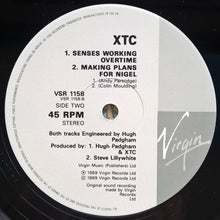 XTC
1. SENSES WORKING
OVERTIME
2. MAKING PLANS
FOR NIGEL
VSR 1158
VSR 1158-B
SIDE TWO
1. (Andy Partridge)
2. (Colin Moulding)
45 RPM
STEREO
Both tracks Engineered by Hugh
Padgham
Produced by: 1. Hugh Padgham
& XTC
2. Steve Lillywhite
Virgin Music (Publishers) Ltd
℗ 1989 Virgin Records Ltd
© 1989 Virgin Records Ltd
Original sound recording
made by
Virgin Records Ltd
Virgin